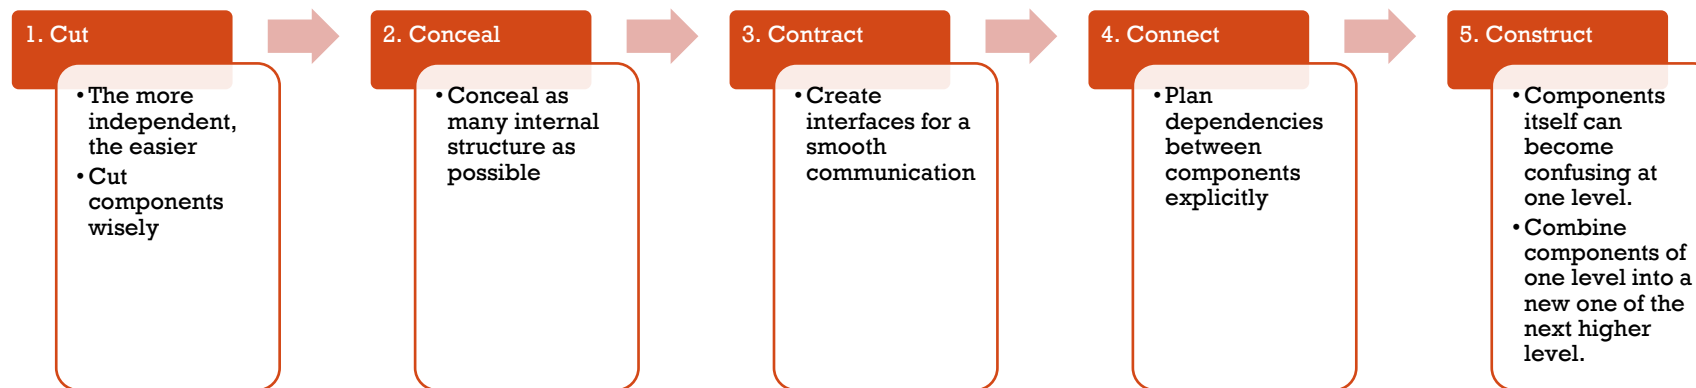 1. Cut
• The more
independent,
the easier
• Cut
components
wisely
2. Conceal
• Conceal as
many internal
structure as
possible
3. Contract
• Create
interfaces for a
smooth
communication
4. Connect
• Plan
dependencies
between
components
explicitly
5. Construct
• Components
itself can
become
confusing at
one level.
• Combine
components of
one level into a
new one of the
next higher
level.